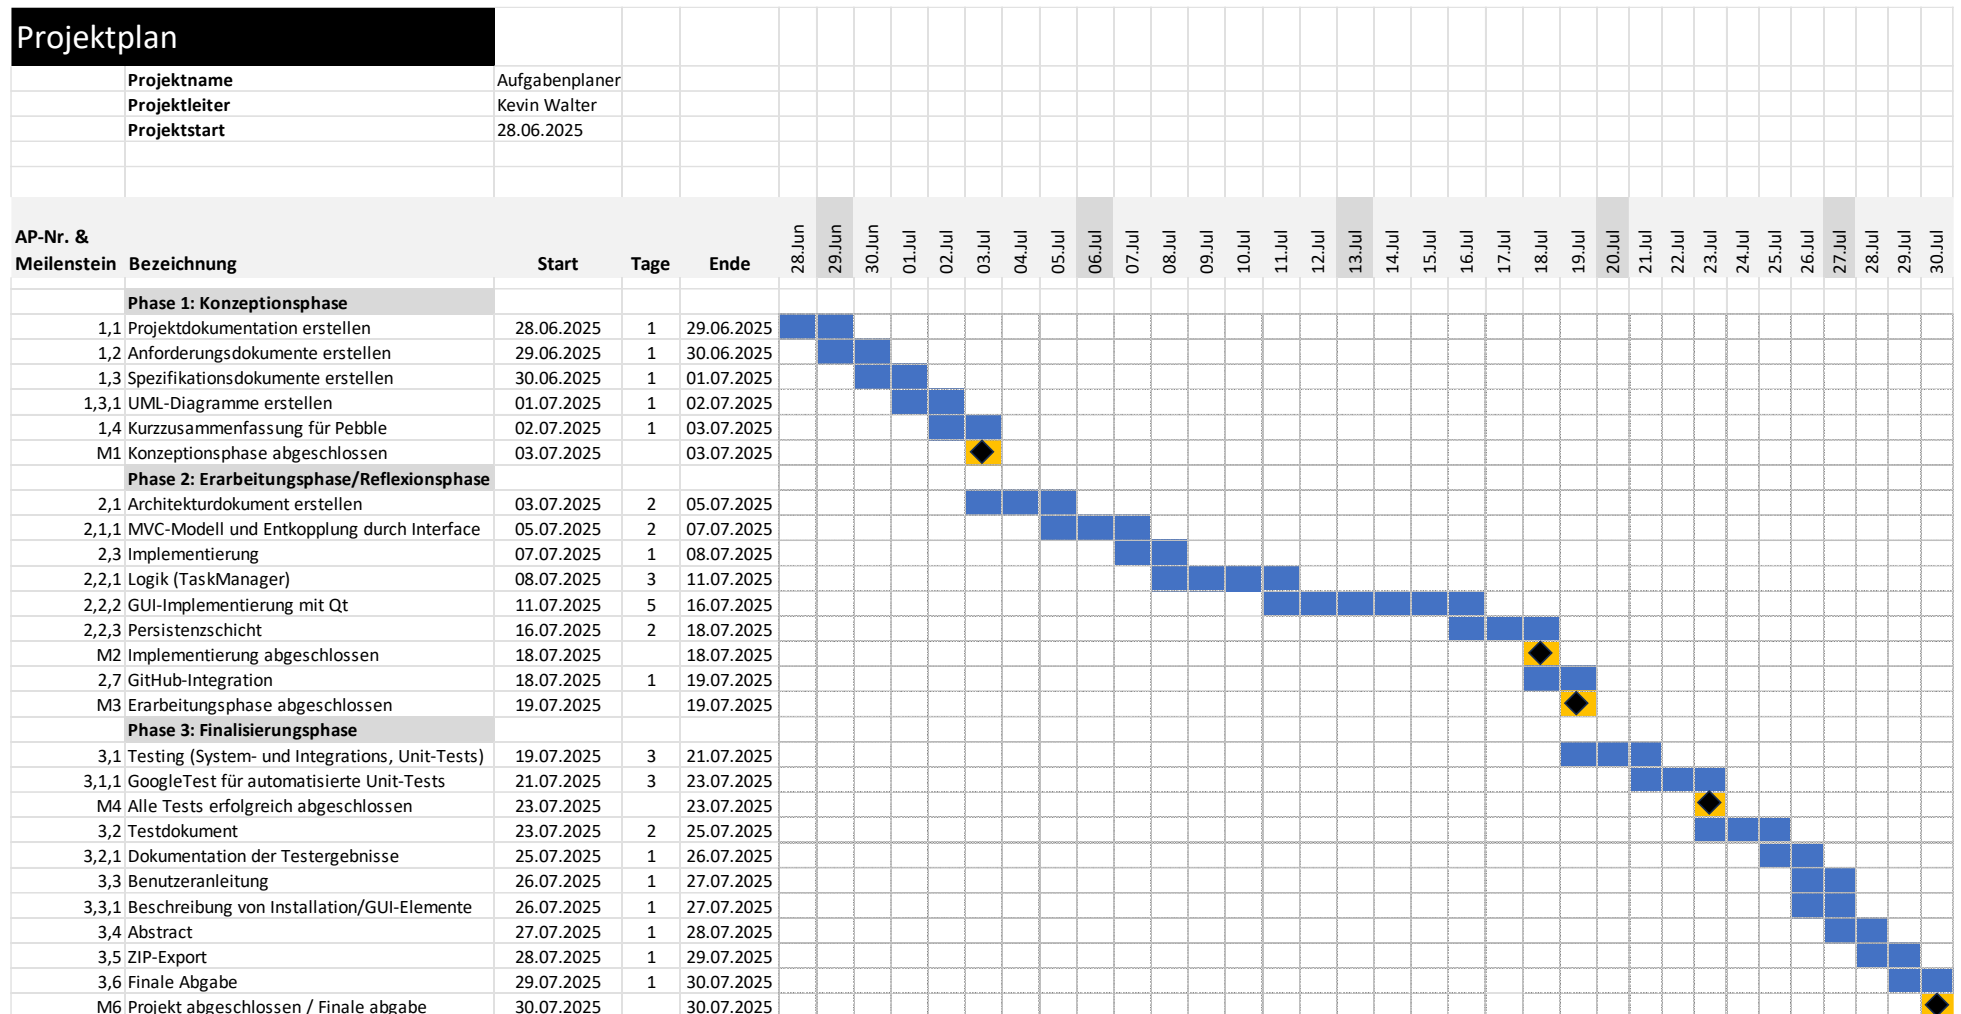 Projektplan
Projektname Aufgabenplaner
Projektleiter Kevin Walter
Projektstart 28.06.2025
AP-Nr. & Meilenstein Bezeichnung Start Tage Ende 28.Jun 29.Jun 30.Jun 01.Jul 02.Jul 03.Jul 04.Jul 05.Jul 06.Jul 07.Jul 08.Jul 09.Jul 10.Jul 11.Jul 12.Jul 13.Jul 14.Jul 15.Jul 16.Jul 17.Jul 18.Jul 19.Jul 20.Jul 21.Jul 22.Jul 23.Jul 24.Jul 25.Jul 26.Jul 27.Jul 28.Jul 29.Jul 30.Jul
Phase 1: Konzeptionsphase
1,1 Projektdokumentation erstellen 28.06.2025 1 29.06.2025
1,2 Anforderungsdokumente erstellen 29.06.2025 1 30.06.2025
1,3 Spezifikationsdokumente erstellen 30.06.2025 1 01.07.2025
1,3,1 UML-Diagramme erstellen 01.07.2025 1 02.07.2025
1,4 Kurzzusammenfassung für Pebble 02.07.2025 1 03.07.2025
M1 Konzeptionsphase abgeschlossen 03.07.2025 03.07.2025
Phase 2: Erarbeitungsphase/Reflexionsphase
2,1 Architekturdokument erstellen 03.07.2025 2 05.07.2025
2,1,1 MVC-Modell und Entkopplung durch Interface 05.07.2025 2 07.07.2025
2,3 Implementierung 07.07.2025 1 08.07.2025
2,2,1 Logik (TaskManager) 08.07.2025 3 11.07.2025
2,2,2 GUI-Implementierung mit Qt 11.07.2025 5 16.07.2025
2,2,3 Persistenzschicht 16.07.2025 2 18.07.2025
M2 Implementierung abgeschlossen 18.07.2025 18.07.2025
2,7 GitHub-Integration 18.07.2025 1 19.07.2025
M3 Erarbeitungsphase abgeschlossen 19.07.2025 19.07.2025
Phase 3: Finalisierungsphase
3,1 Testing (System- und Integrations, Unit-Tests) 19.07.2025 3 21.07.2025
3,1,1 GoogleTest für automatisierte Unit-Tests 21.07.2025 3 23.07.2025
M4 Alle Tests erfolgreich abgeschlossen 23.07.2025 23.07.2025
3,2 Testdokument 23.07.2025 2 25.07.2025
3,2,1 Dokumentation der Testergebnisse 25.07.2025 1 26.07.2025
3,3 Benutzeranleitung 26.07.2025 1 27.07.2025
3,3,1 Beschreibung von Installation/GUI-Elemente 26.07.2025 1 27.07.2025
3,4 Abstract 27.07.2025 1 28.07.2025
3,5 ZIP-Export 28.07.2025 1 29.07.2025
3,6 Finale Abgabe 29.07.2025 1 30.07.2025
M6 Projekt abgeschlossen / Finale abgabe 30.07.2025 30.07.2025